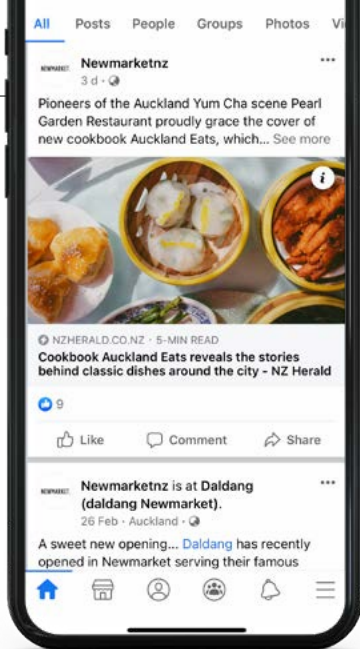 All Posts People Groups Photos Vi
NEWMARKET. Newmarketnz
3 d ·
Pioneers of the Auckland Yum Cha scene Pearl
Garden Restaurant proudly grace the cover of
new cookbook Auckland Eats, which... See more
i
NZHERALD.CO.NZ · 5-MIN READ
Cookbook Auckland Eats reveals the stories
behind classic dishes around the city - NZ Herald
9
Like Comment Share
NEWMARKET. Newmarketnz is at Daldang
(daldang Newmarket).
26 Feb · Auckland ·
A sweet new opening... Daldang has recently
opened in Newmarket serving their famous